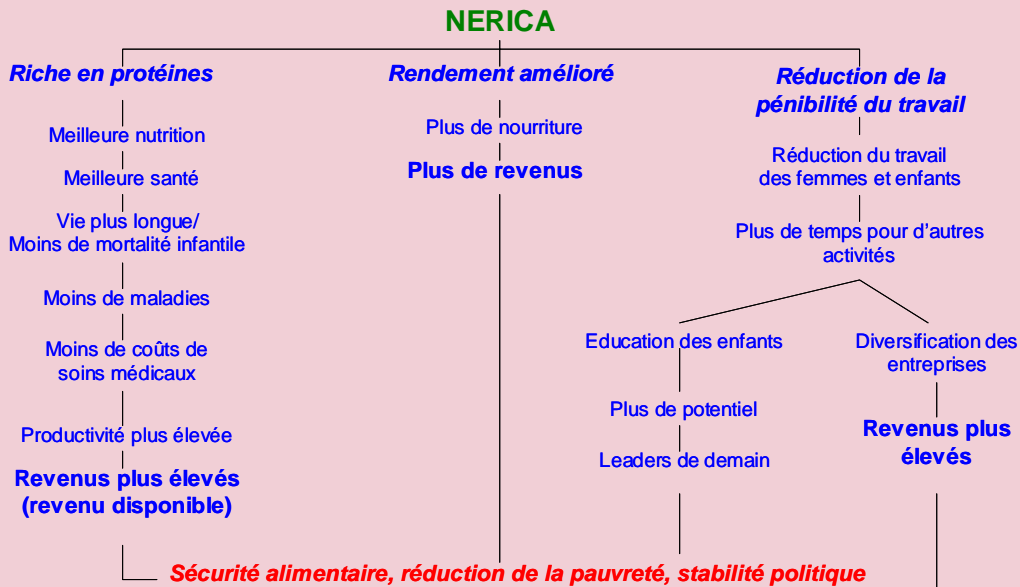 NERICA
Riche en protéines
Meilleure nutrition
Meilleure santé
Vie plus longue/
Moins de mortalité infantile
Moins de maladies
Moins de coûts de
soins médicaux
Productivité plus élevée
Revenus plus élevés
(revenu disponible)
Rendement amélioré
Plus de nourriture
Plus de revenus
Réduction de la
pénibilité du travail
Réduction du travail
des femmes et enfants
Plus de temps pour d'autres
activités
Education des enfants
Plus de potentiel
Leaders de demain
Diversification des
entreprises
Revenus plus
élevés
Sécurité alimentaire, réduction de la pauvreté, stabilité politique